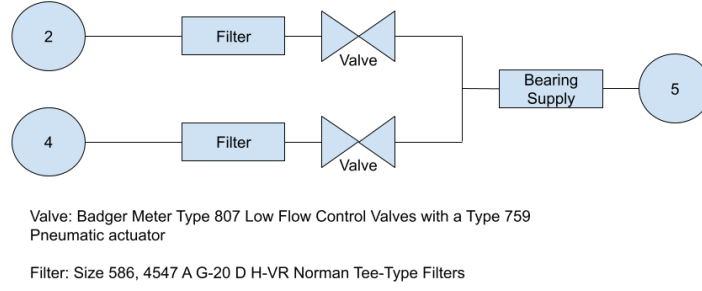 2
Filter
Valve
Bearing
Supply
5
4
Filter
Valve
Valve: Badger Meter Type 807 Low Flow Control Valves with a Type 759
Pneumatic actuator
Filter: Size 586, 4547 A G-20 D H-VR Norman Tee-Type Filters